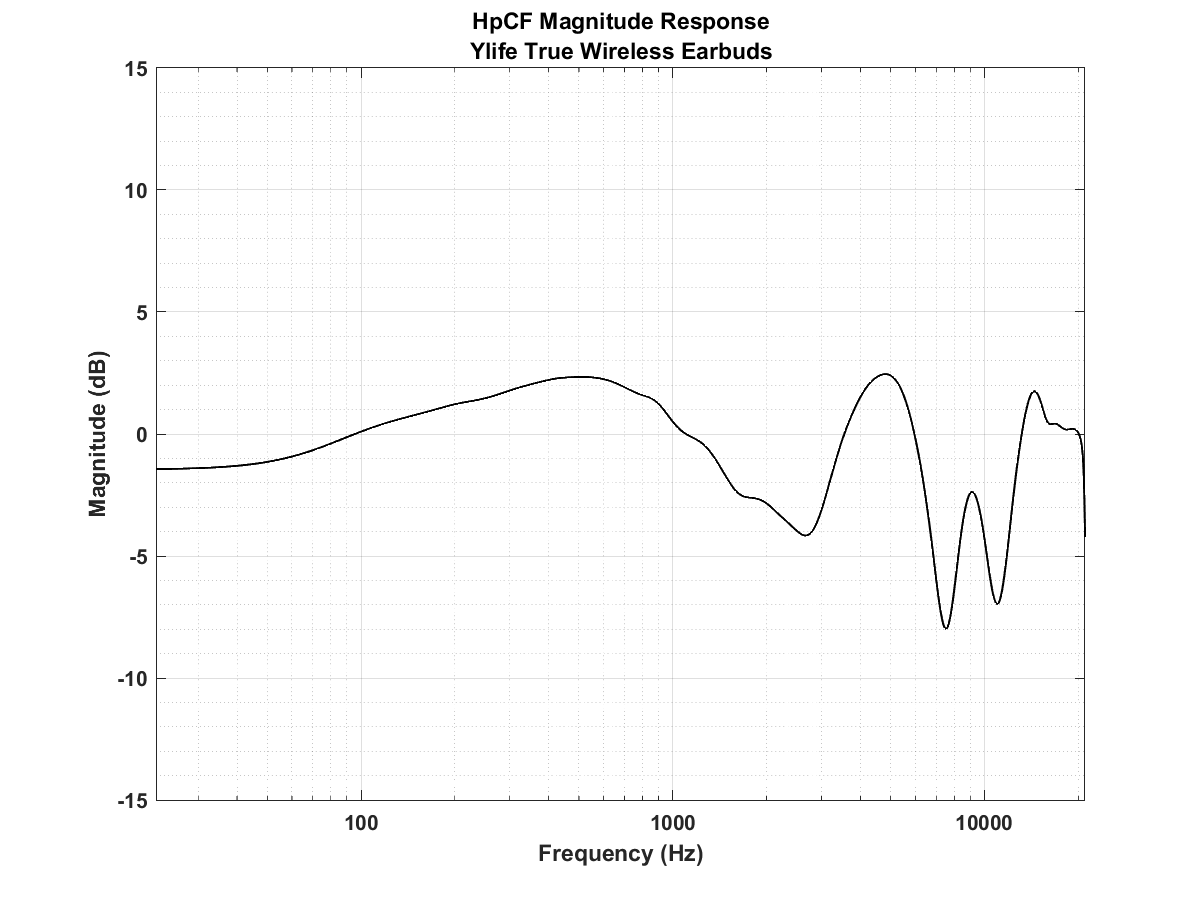 HpCF Magnitude Response
Ylife True Wireless Earbuds
15
10
5
0
-5
-10
-15
Magnitude (dB)
100
1000
10000
Frequency (Hz)